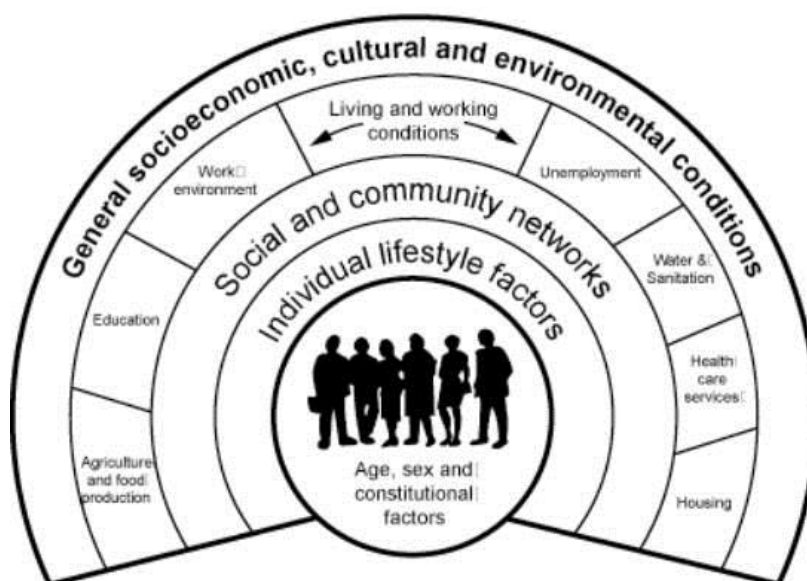 General socioeconomic, cultural and environmental conditions
Living and working
conditions
Work
environment
Unemployment
Social and community networks
Individual lifestyle factors
Education
Water &
Sanitation
Agriculture
and food
production
Health
care
services
Housing
Age, sex and
constitutional
factors